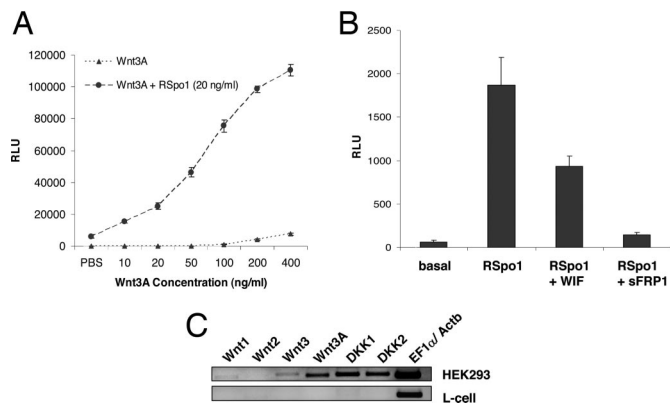 A
Wnt3A
Wnt3A + RSpo1 (20 ng/ml)
RLU
120000
100000
80000
60000
40000
20000
0
PBS 10 20 50 100 200 400
Wnt3A Concentration (ng/ml)
B
RLU
2500
2000
1500
1000
500
0
basal RSpo1 RSpo1 RSpo1
+ WIF + sFRP1
C
Wnt1 Wnt2 Wnt3 Wnt3A DKK1 DKK2 EF1α/ Actb
HEK293
L-cell